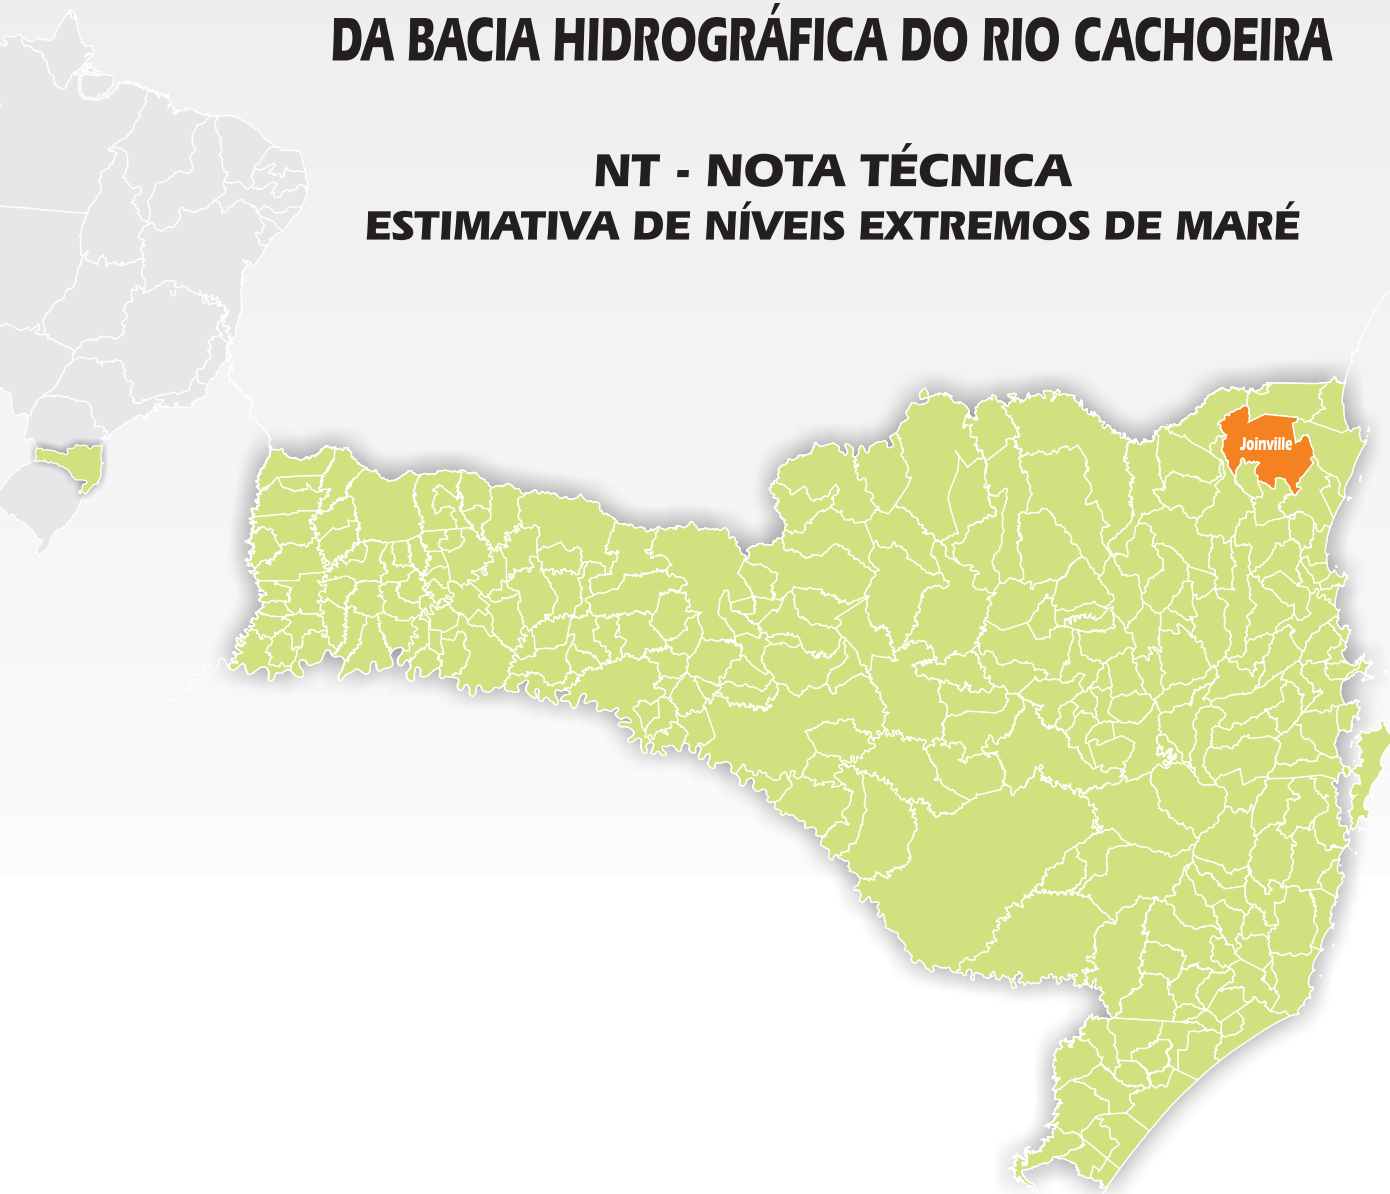 DA BACIA HIDROGRÁFICA DO RIO CACHOEIRA
NT - NOTA TÉCNICA
ESTIMATIVA DE NÍVEIS EXTREMOS DE MARÉ
Joinville